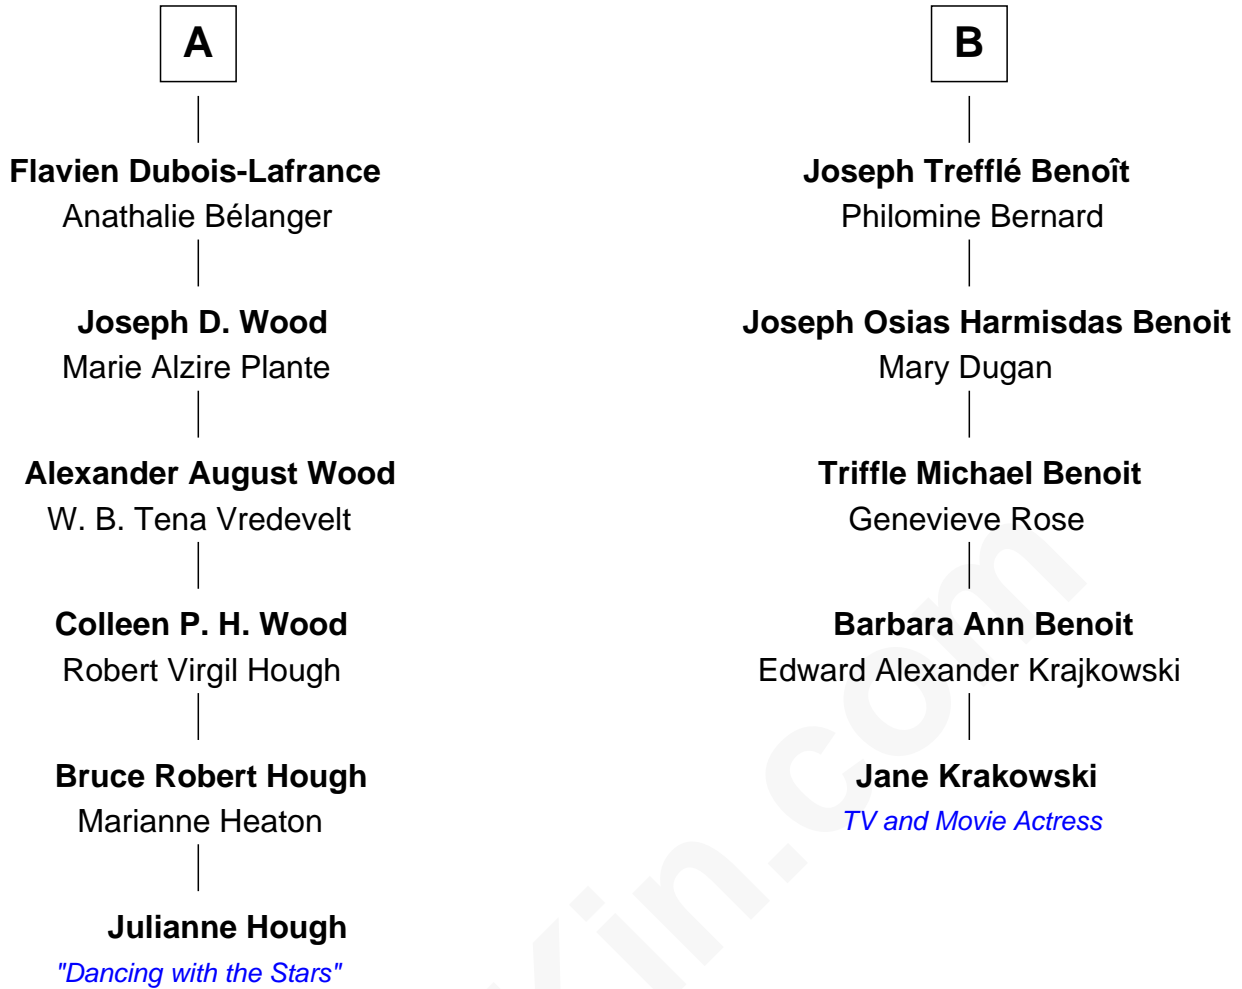 A
Flavien Dubois-Lafrance
Anathalie Bélanger
Joseph D. Wood
Marie Alzire Plante
Alexander August Wood
W. B. Tena Vredevelt
Colleen P. H. Wood
Robert Virgil Hough
Bruce Robert Hough
Marianne Heaton
Julianne Hough
"Dancing with the Stars"
B
Joseph Trefflé Benoît
Philomine Bernard
Joseph Osias Harmisdas Benoit
Mary Dugan
Triffle Michael Benoit
Genevieve Rose
Barbara Ann Benoit
Edward Alexander Krajkowski
Jane Krakowski
TV and Movie Actress
Kin.com